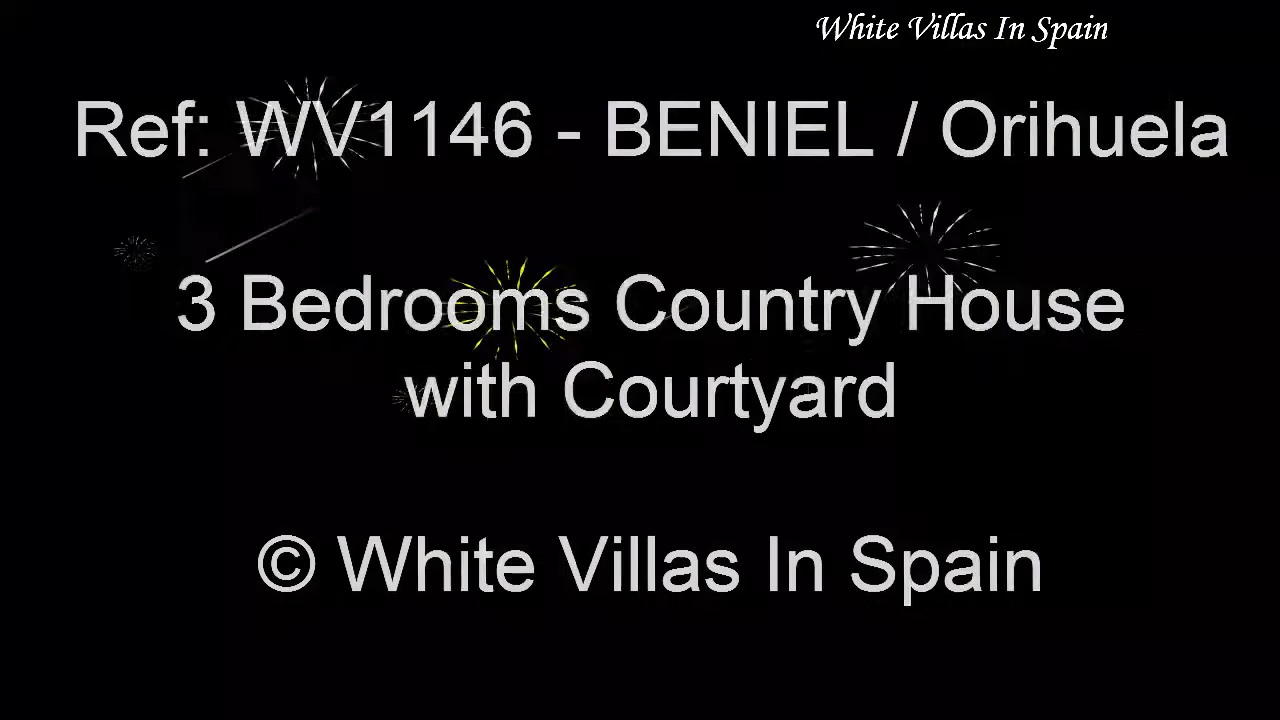 White Villas In Spain
Ref: WV1146 - BENIEL / Orihuela
3 Bedrooms Country House
with Courtyard
© White Villas In Spain